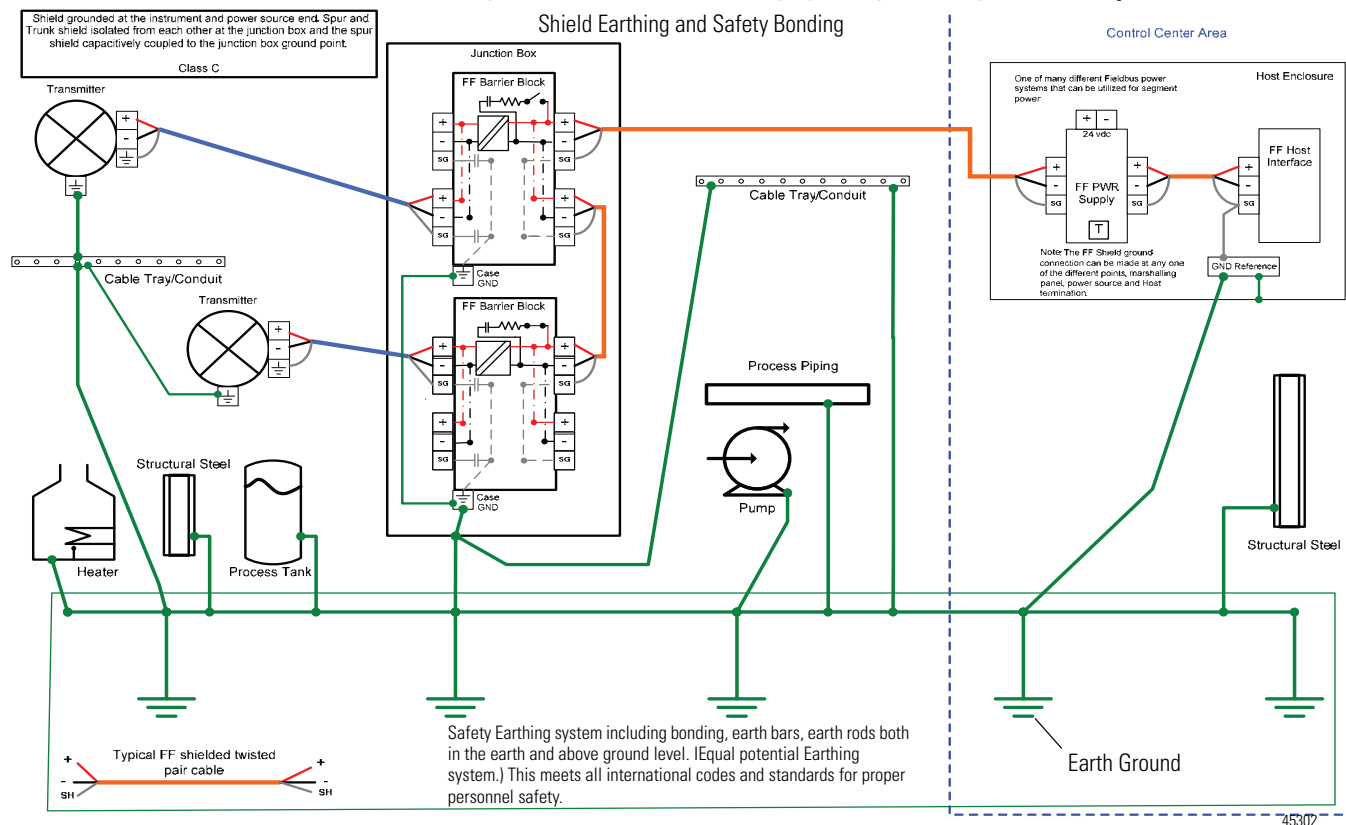 Shield grounded at the instrument and power source end. Spur and
Trunk shield isolated from each other at the junction box and the spur
shield capacitively coupled to the junction box ground point.
Class C
Shield Earthing and Safety Bonding
Control Center Area
Transmitter
+
-
Junction Box
FF Barrier Block
+
-
SG
+
-
SG
+
-
SG
+
-
SG
Case
GND
One of many different Fieldbus power
systems that can be utilized for segment
power
Host Enclosure
+ -
24 vdc
FF PWR
Supply
T
+
-
SG
+
-
SG
+
-
SG
FF Host
Interface
Note: The FF Shield ground
connection can be made at any one
of the different points, marshalling
panel, power source and Host
termination.
GND Reference
Cable Tray/Conduit
Cable Tray/Conduit
Transmitter
+
-
FF Barrier Block
+
-
SG
+
-
SG
+
-
SG
+
-
SG
Case
GND
Process Piping
Pump
Heater
Structural Steel
Process Tank
Structural Steel
Typical FF shielded twisted
pair cable
+
-
SH
+
-
SH
Safety Earthing system including bonding, earth bars, earth rods both
in the earth and above ground level. IEqual potential Earthing
system.) This meets all international codes and standards for proper
personnel safety.
Earth Ground
45302